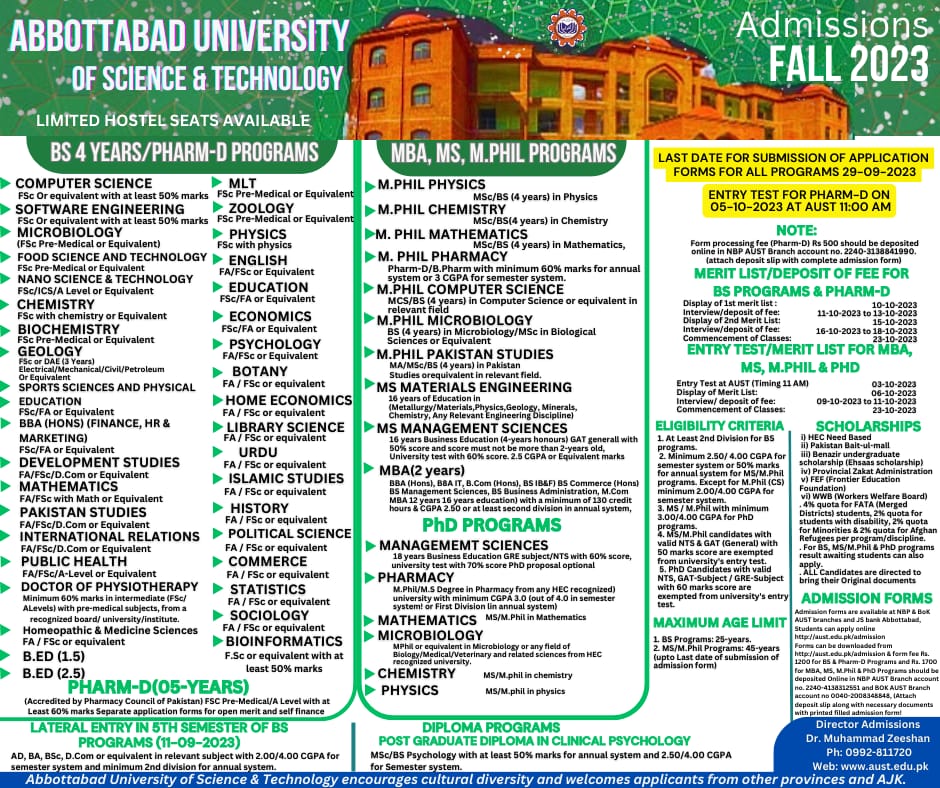 ABBOTTABAD UNIVERSITY
OF SCIENCE & TECHNOLOGY
LIMITED HOSTEL SEATS AVAILABLE
Admissions
FALL 2023
BS 4 YEARS/PHARM-D PROGRAMS
COMPUTER SCIENCE
FSc Or equivalent with at least 50% marks
SOFTWARE ENGINEERING
FSc Or equivalent with at least 50% marks
MICROBIOLOGY
(FSc Pre-Medical or Equivalent)
FOOD SCIENCE AND TECHNOLOGY
FSc Pre-Medical or Equivalent
NANO SCIENCE & TECHNOLOGY
FSc/ICS/A Level or Equivalent
CHEMISTRY
FSc with chemistry or Equivalent
BIOCHEMISTRY
FSc Pre-Medical or Equivalent
GEOLOGY
FSc or DAE (3 Years)
Electrical/Mechanical/Civil/Petroleum
Or Equivalent
SPORTS SCIENCES AND PHYSICAL
EDUCATION
FSc/FA or Equivalent
BBA (HONS) (FINANCE, HR &
MARKETING)
FSc/FA or Equivalent
DEVELOPMENT STUDIES
FA/FSc/D.Com or Equivalent
MATHEMATICS
FA/FSc with Math or Equivalent
PAKISTAN STUDIES
FA/FSc/D.Com or Equivalent
INTERNATIONAL RELATIONS
FA/FSc/D.Com or Equivalent
PUBLIC HEALTH
FA/FSc/A-Level or Equivalent
DOCTOR OF PHYSIOTHERAPY
Minimum 60% marks in intermediate (FSc/
ALevels) with pre-medical subjects, from a
recognized board/ university/institute.
Homeopathic & Medicine Sciences
FA / FSc or equivalent
B.ED (1.5)
B.ED (2.5)
MLT
FSc Pre-Medical or Equivalent
ZOOLOGY
FSc Pre-Medical or Equivalent
PHYSICS
FSc with physics
ENGLISH
FA/FSc or Equivalent
EDUCATION
FSc/FA or Equivalent
ECONOMICS
FSc/FA or Equivalent
PSYCHOLOGY
FA/FSc or Equivalent
BOTANY
FA / FSc or equivalent
HOME ECONOMICS
FA / FSc or equivalent
LIBRARY SCIENCE
FA / FSc or equivalent
URDU
FA / FSc or equivalent
ISLAMIC STUDIES
FA / FSc or equivalent
HISTORY
FA / FSc or equivalent
POLITICAL SCIENCE
FA / FSc or equivalent
COMMERCE
FA / FSc or equivalent
STATISTICS
FA / FSc or equivalent
SOCIOLOGY
FA / FSc or equivalent
BIOINFORMATICS
F.Sc or equivalent with at
least 50% marks
PHARM-D(05-YEARS)
(Accredited by Pharmacy Council of Pakistan) FSC Pre-Medical/A Level with at
Least 60% marks Separate application forms for open merit and self finance
MBA, MS, M.PHIL PROGRAMS
M.PHIL PHYSICS
MSc/BS (4 years) in Physics
M.PHIL CHEMISTRY
MSc/BS(4 years) in Chemistry
M.PHIL MATHEMATICS
MSc/BS (4 years) in Mathematics,
M.PHIL PHARMACY
Pharm-D/B.Pharm with minimum 60% marks for annual
system or 3 CGPA for semester system.
M.PHIL COMPUTER SCIENCE
MCS/BS (4 years) in Computer Science or equivalent in
relevant field
M.PHIL MICROBIOLOGY
BS (4 years) in Microbiology/MSc in Biological
Sciences or Equivalent
M.PHIL PAKISTAN STUDIES
MA/MSc/BS (4 years) in Pakistan
Studies orequivalent in relevant field.
MS MATERIALS ENGINEERING
16 years of Education in
(Metallurgy/Materials,Physics,Geology, Minerals,
Chemistry, Any Relevant Engineering Discipline)
MS MANAGEMENT SCIENCES
16 years Business Education (4-years honours) GAT generall with
50% score and score must not be more than 2-years old,
University test with 60% score. 2.5 CGPA or Equivalent marks
MBA(2 years)
BBA (Hons), B8A IT, B.Com (Hons), BS IB&F) BS Commerce (Hons)
BS Management Sciences, BS Business Administration, M.Com
MBA 12 years 16 years education) with a minimum of 130 credit
hours & CGPA 2.50 or at least second division in annual system,
PhD PROGRAMS
MANAGEMEMT SCIENCES
18 years Business Education GRE subject/NTS with 60% score,
university test with 70% score PhD proposal optional
PHARMACY
M.Phil/M.S Degree in Pharmacy from any HEC recognized)
university with minimum CGPA 3.0 (out of 4.0 in semester
system! or First Division lin annual system)
MATHEMATICS MS/M.Phil in Mathematics
MICROBIOLOGY
MPhil or equivalent in Microbiology or any field of
Biology/Medical/Veterinary and related sciences from HEC
recognized university.
CHEMISTRY MS/M.phil in chemistry
PHYSICS MS/M.phil in physics
LAST DATE FOR SUBMISSION OF APPLICATION
FORMS FOR ALL PROGRAMS 29-09-2023
ENTRY TEST FOR PHARM-D ON
05-10-2023 AT AUST 11:00 AM
NOTE:
Form processing fee (Pharm-D) Rs 500 should be deposited
online in NBP AUST Branch account no. 2240-3138841990.
(attach deposit slip with complete admission form)
MERIT LIST/DEPOSIT OF FEE FOR
BS PROGRAMS & PHARM-D
Display of 1st merit list : 10-10-2023
Interview/deposit of fee: 11-10-2023 to 13-10-2023
Display of 2nd Merit List: 15-10-2023
Interview/deposit of fee: 16-10-2023 to 18-10-2023
Commencement of Classes: 23-10-2023
ENTRY TEST/MERIT LIST FOR MBA,
MS, M.PHIL & PHD
Entry Test at AUST (Timing 11 AM) 03-10-2023
Display of Merit List: 06-10-2023
Interview/ deposit of fee: 09-10-2023 to 11-10-2023
Commencement of Classes: 23-10-2023
ELIGIBILITY CRITERIA
1. At Least 2nd Division for BS
programs.
2. Minimum 2.50/ 4.00 CGPA for
semester system or 50% marks
for annual system for MS/M.Phil
programs. Except for M.Phil (CS)
minimum 2.00/4.00 CGPA for
semester system.
3. MS / M.Phil with minimum
3.00/4.00 CGPA for PhD
programs.
4. MS/M.Phil candidates with
valid NTS & GAT (General) with
50 marks score are exempted
from university's entry test.
5. PhD Candidates with valid
NTS, GAT-Subject / GRE-Subject
with 60 marks score are
exempted from university's entry
test.
MAXIMUM AGE LIMIT
1. BS Programs: 25-years.
2. MS/M.Phil Programs: 45-years
(upto Last date of submission of
admission form)
SCHOLARSHIPS
i) HEC Need Based
ii) Pakistan Bait-ul-mall
iii) Benazir undergraduate
scholarship (Ehsaas scholarship)
iv) Provincial Zakat Administration
v) FEF (Frontier Education
Foundation)
vi) WWB (Workers Welfare Board)
. 4% quota for FATA (Merged
Districts) students, 2% quota for
students with disability, 2% quota
for Minorities & 2% quota for Afghan
Refugees per program/discipline.
. For BS, MS/M.Phil & PhD programs
result awaiting students can also
apply.
. ALL Candidates are directed to
bring their Original documents
ADMISSION FORMS
Admission forms are available at NBP & BoK
AUST branches and JS bank Abbottabad,
Students can apply online
http://aust.edu.pk/admission
Forms can be downloaded from
http://aust.edu.pk/admission & form fee Rs.
1200 for BS & Pharm-D Programs and Rs. 1700
for MBA, MS, M.Phil & PhD Programs should be
deposited Online in NBP AUST Branch account
no. 2240-4138312551 and BOK AUST Branch
account no 0040-2008348848, (Attach
deposit slip along with necessary documents
with printed filled admission form!
LATERAL ENTRY IN 5TH SEMESTER OF BS
PROGRAMS (11-09-2023)
AD, BA, BSc, D.Com or equivalent in relevant subject with 2.00/4.00 CGPA for
semester system and minimum 2nd division for annual system.
DIPLOMA PROGRAMS
POST GRADUATE DIPLOMA IN CLINICAL PSYCHOLOGY
MSc/BS Psychology with at least 50% marks for annual system and 2.50/4.00 CGPA
for Semester system.
Director Admissions
Dr. Muhammad Zeeshan
Ph: 0992-811720
Web: www.aust.edu.pk
Abbottabad University of Science & Technology encourages cultural diversity and welcomes applicants from other provinces and AJK.